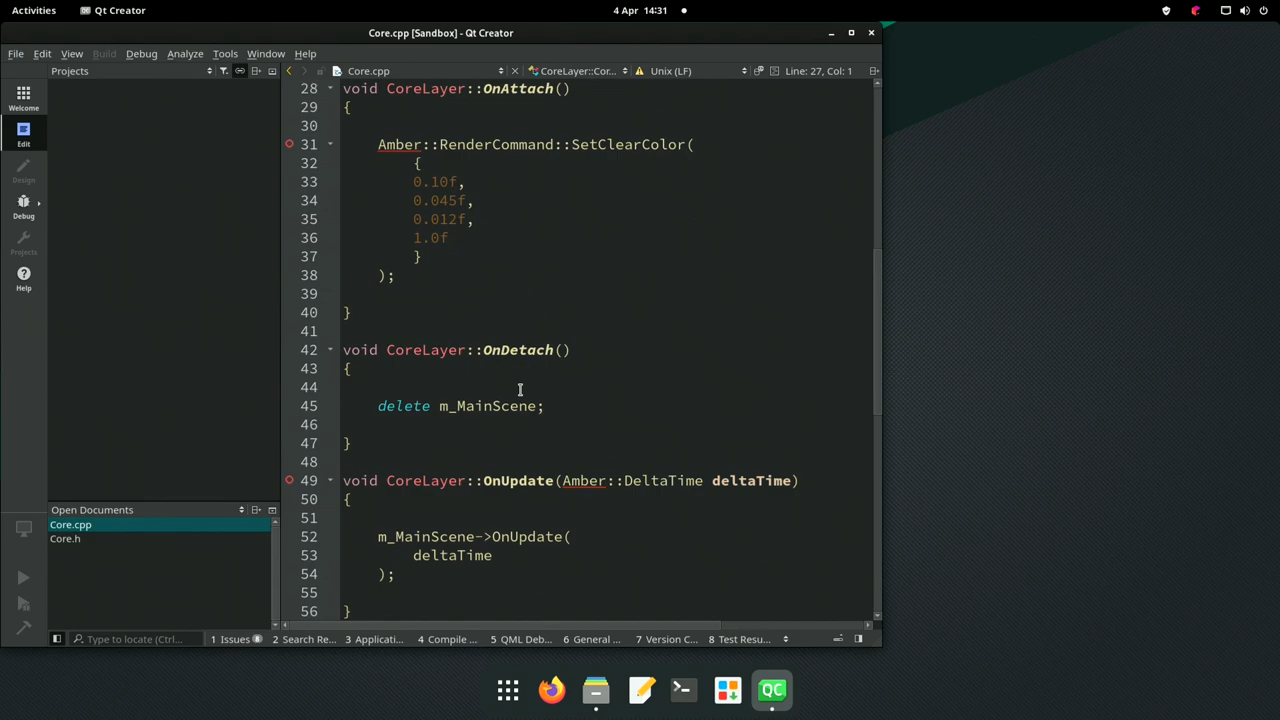 Activities Qt Creator 4 Apr 14:31
Core.cpp [Sandbox] - Qt Creator
File Edit View Build Debug Analyze Tools Window Help
Projects Core.cpp CoreLayer::Cor... Unix (LF) Line: 27, Col: 1
Welcome
Edit
Design
Debug
Projects
Help
28 void CoreLayer::OnAttach()
29 {
30
31 Amber::RenderCommand::SetClearColor(
32 {
33 0.10f,
34 0.045f,
35 0.012f,
36 1.0f
37 }
38 );
39
40 }
41
42 void CoreLayer::OnDetach()
43 {
44
45 delete m_MainScene;
46
47 }
48
49 void CoreLayer::OnUpdate(Amber::DeltaTime deltaTime)
50 {
51
52 m_MainScene->OnUpdate(
53 deltaTime
54 );
55
56 }
Open Documents
Core.cpp
Core.h
Type to locate (Ctrl... 1 Issues 8 2 Search Re... 3 Applicati... 4 Compile ... 5 QML Deb... 6 General ... 7 Version C... 8 Test Resu...
QC